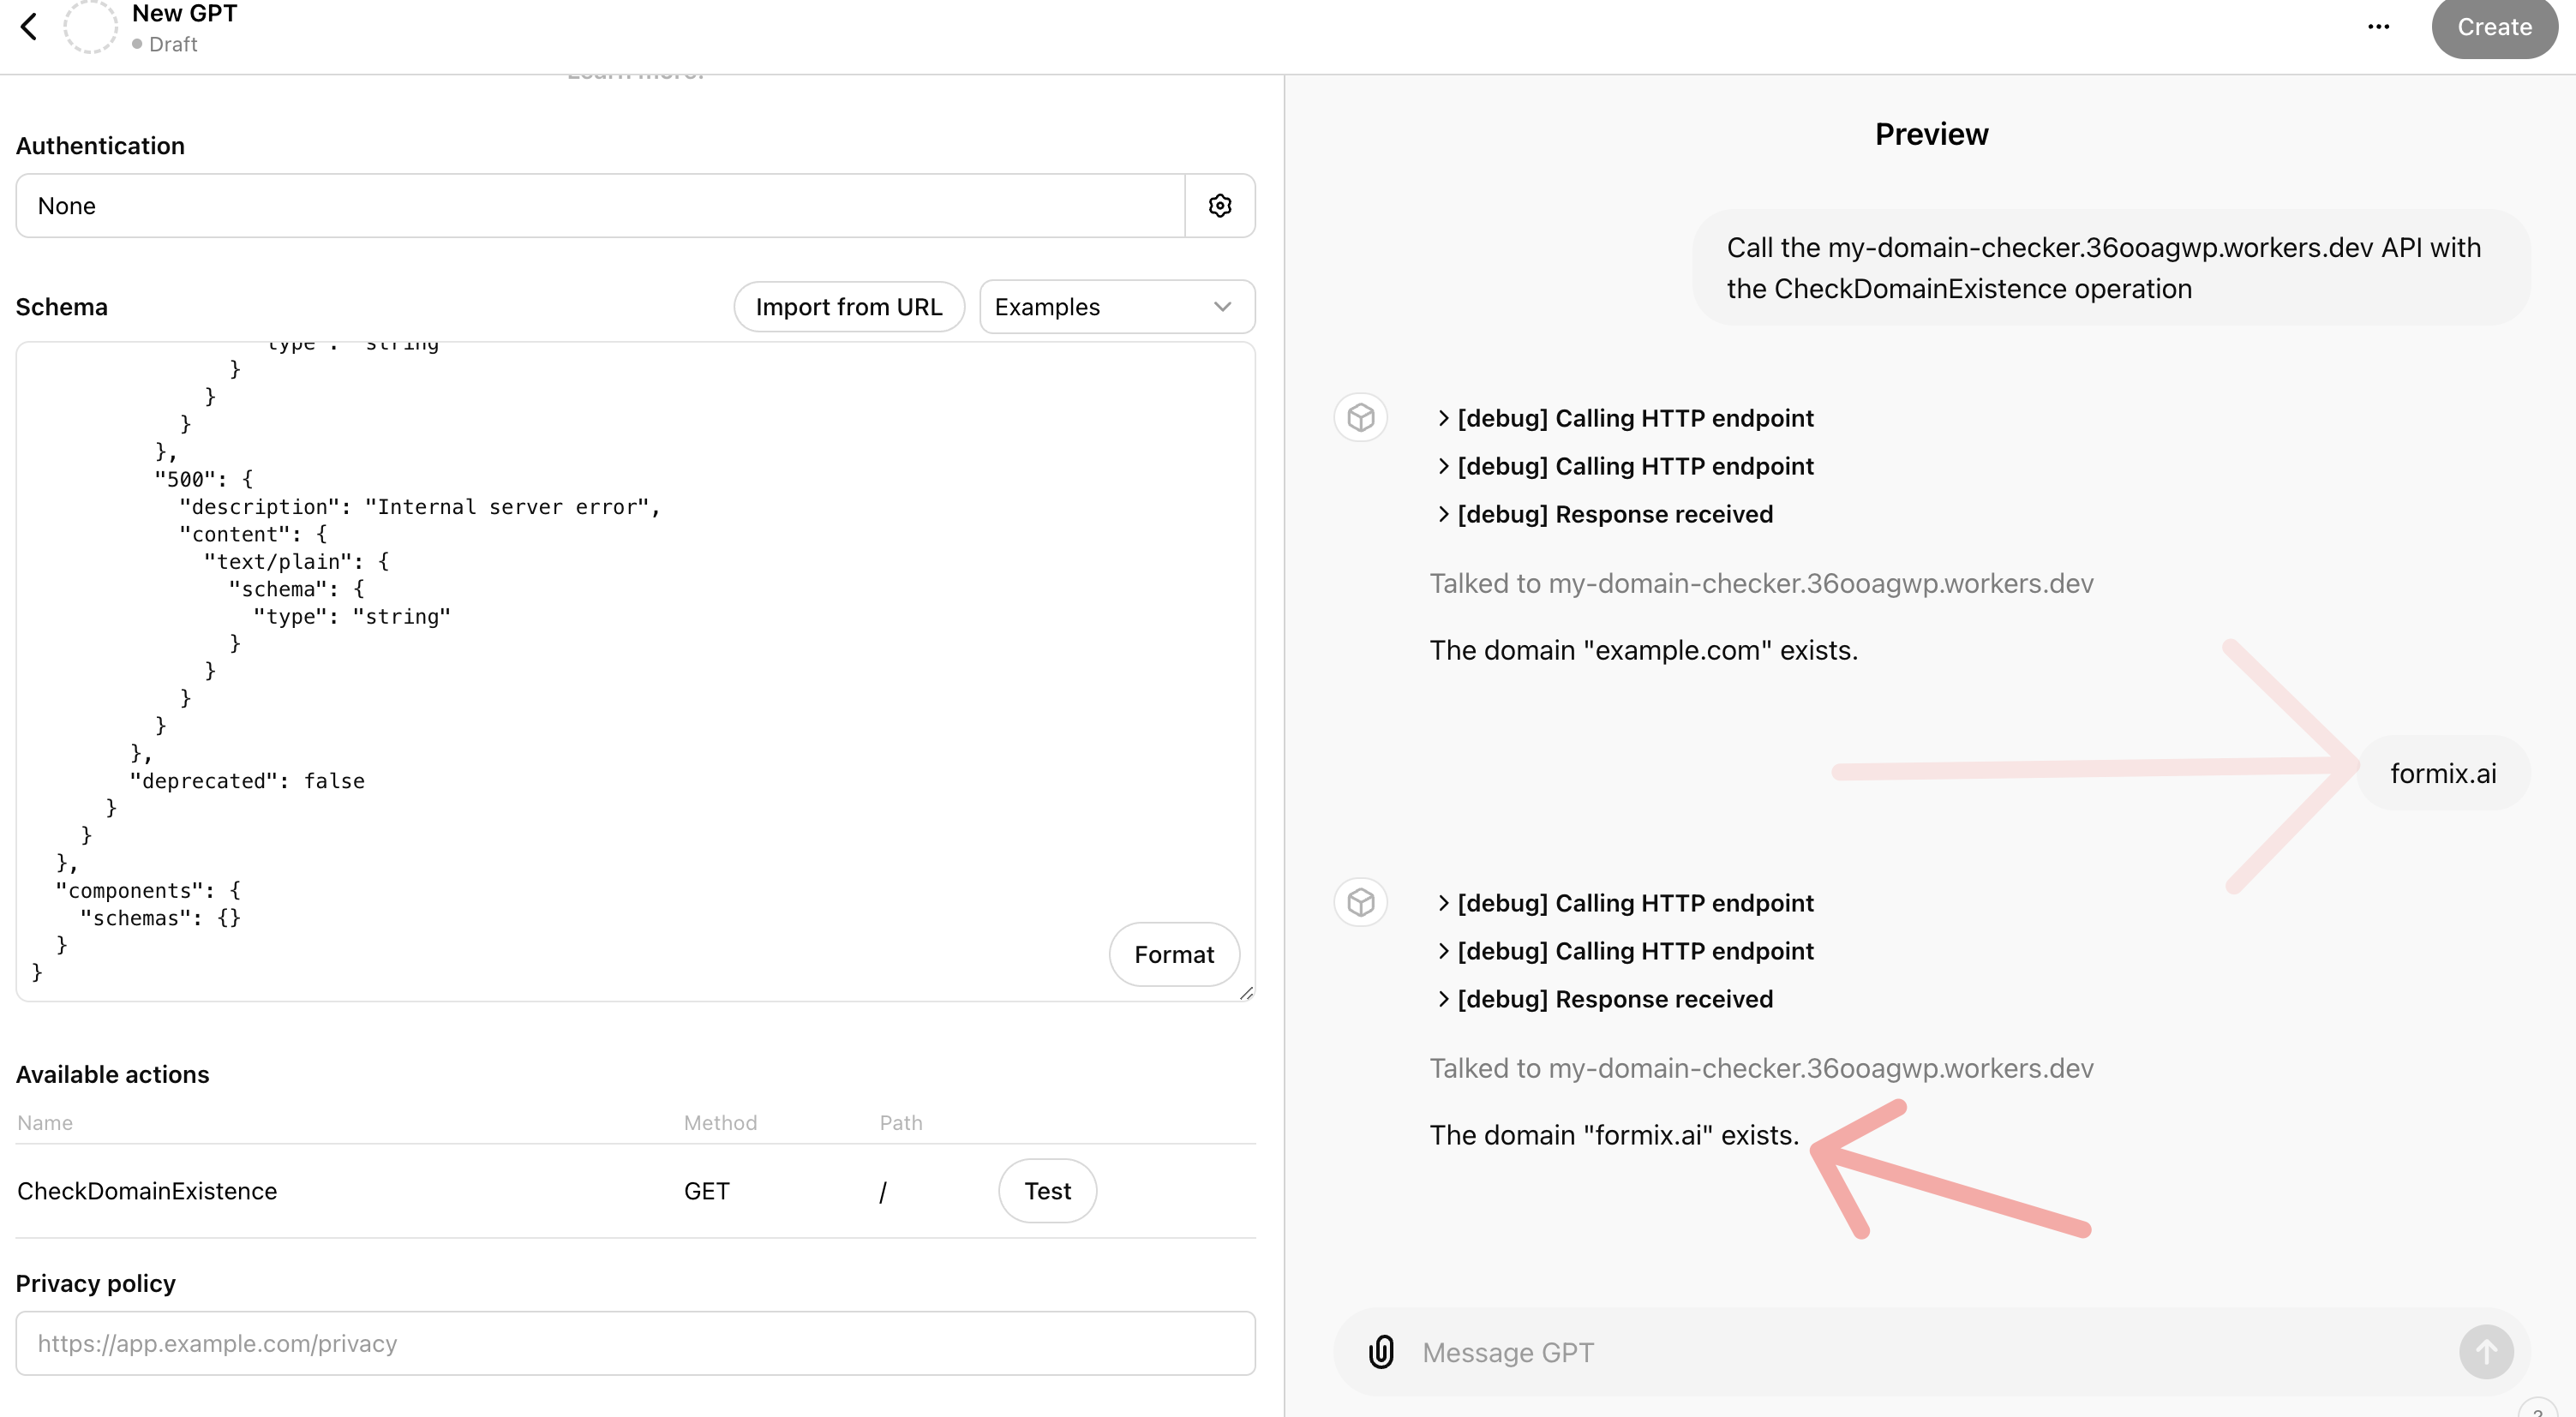 New GPT
Draft
Create
Learn more.
Authentication
None
Schema
Import from URL
Examples
"type": "string"
}
}
}
},
"500": {
"description": "Internal server error",
"content": {
"text/plain": {
"schema": {
"type": "string"
}
}
}
}
},
"deprecated": false
}
}
},
"components": {
"schemas": {}
}
}
Format
Available actions
Name Method Path
CheckDomainExistence GET / Test
Privacy policy
https://app.example.com/privacy
Preview
Call the my-domain-checker.36ooagwp.workers.dev API with
the CheckDomainExistence operation
[debug] Calling HTTP endpoint
[debug] Calling HTTP endpoint
[debug] Response received
Talked to my-domain-checker.36ooagwp.workers.dev
The domain "example.com" exists.
formix.ai
[debug] Calling HTTP endpoint
[debug] Calling HTTP endpoint
[debug] Response received
Talked to my-domain-checker.36ooagwp.workers.dev
The domain "formix.ai" exists.
Message GPT
?